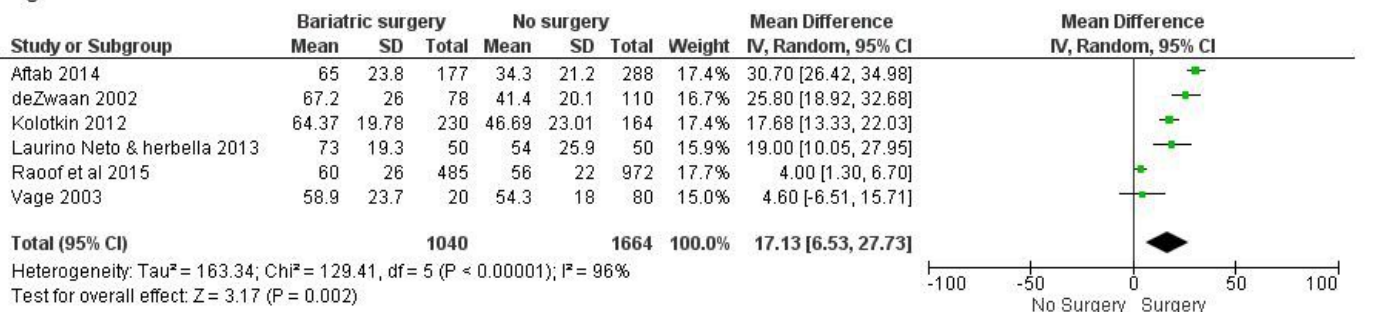 Bariatric surgery No surgery Mean Difference Mean Difference
Study or Subgroup Mean SD Total Mean SD Total Weight IV, Random, 95% CI IV, Random, 95% CI
Aftab 2014 65 23.8 177 34.3 21.2 288 17.4% 30.70 [26.42, 34.98]
deZwaan 2002 67.2 26 78 41.4 20.1 110 16.7% 25.80 [18.92, 32.68]
Kolotkin 2012 64.37 19.78 230 46.69 23.01 164 17.4% 17.68 [13.33, 22.03]
Laurino Neto & herbella 2013 73 19.3 50 54 25.9 50 15.9% 19.00 [10.05, 27.95]
Raoof et al 2015 60 26 485 56 22 972 17.7% 4.00 [1.30, 6.70]
Vage 2003 58.9 23.7 20 54.3 18 80 15.0% 4.60 [-6.51, 15.71]
Total (95% CI) 1040 1664 100.0% 17.13 [6.53, 27.73]
Heterogeneity: Tau² = 163.34; Chi² = 129.41, df = 5 (P < 0.00001); I² = 96%
Test for overall effect: Z = 3.17 (P = 0.002)
-100 -50 0 50 100
No Surgery Surgery